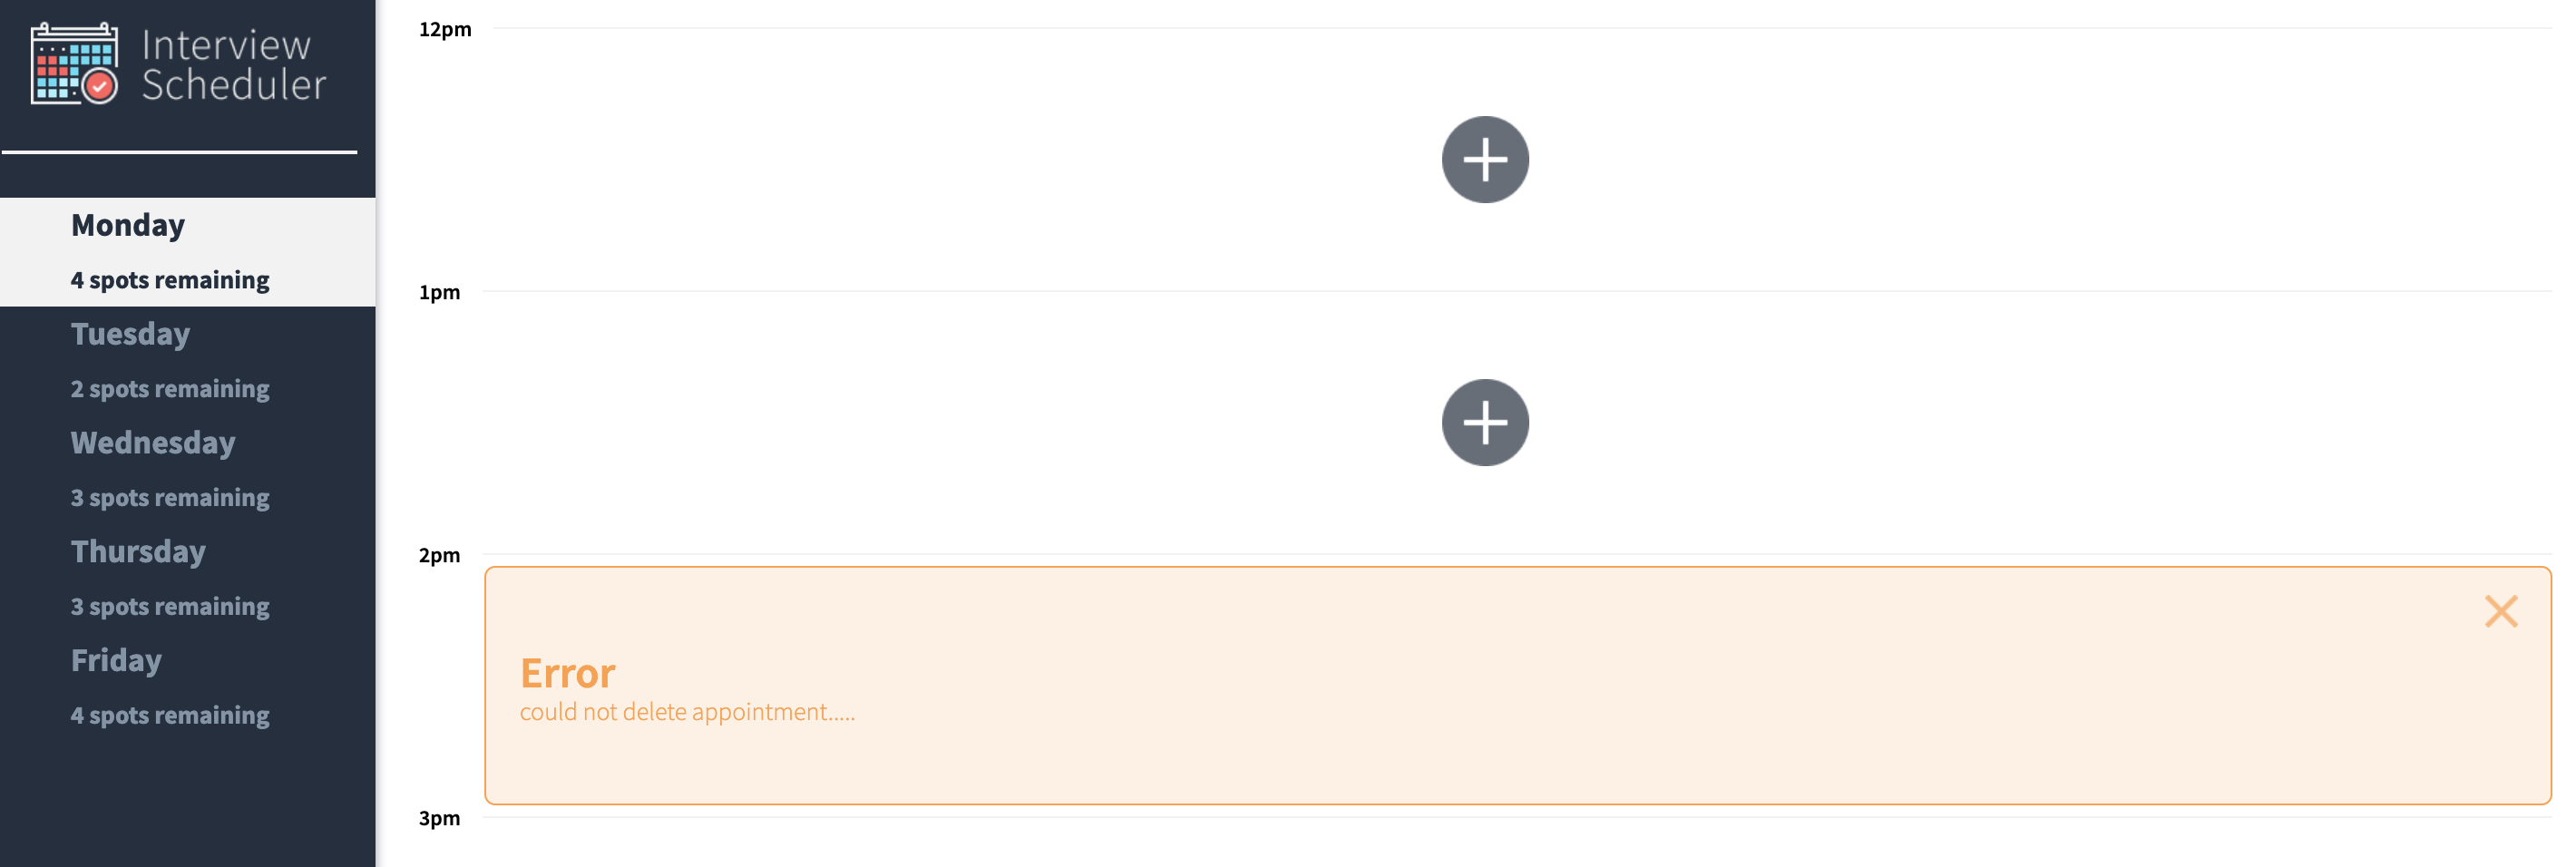 Interview
Scheduler
Monday
4 spots remaining
Tuesday
2 spots remaining
Wednesday
3 spots remaining
Thursday
3 spots remaining
Friday
4 spots remaining
12pm
1pm
2pm
Error
could not delete appointment.....
3pm